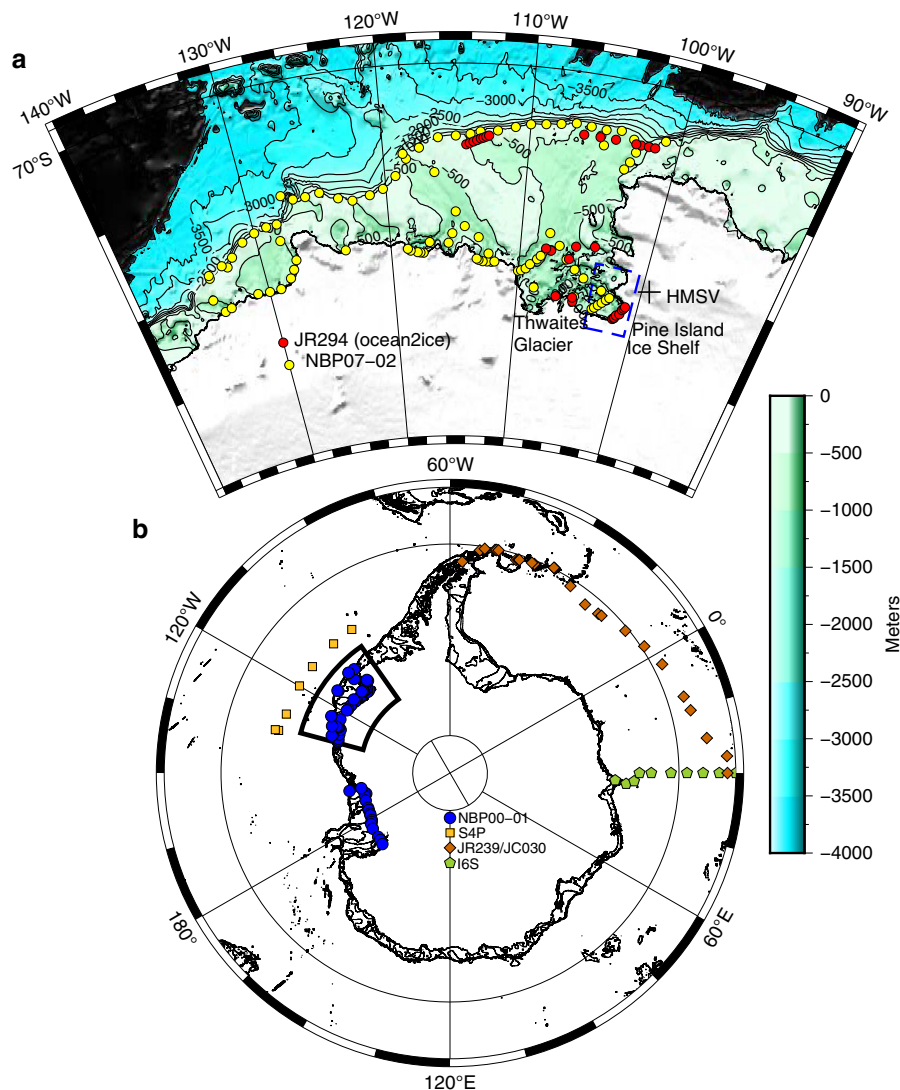 a
140°W
130°W
120°W
110°W
100°W
90°W
70°S
−3500
−3000
−500
−500
−3000
−3500
−500
−500
JR294 (ocean2ice)
NBP07−02
HMSV
Thwaites
Glacier
Pine Island
Ice Shelf
0
−500
−1000
−1500
−2000
−2500
−3000
−3500
−4000
Meters
b
60°W
120°W
0°
180°
60°E
120°E
NBP00−01
S4P
JR239/JC030
I6S